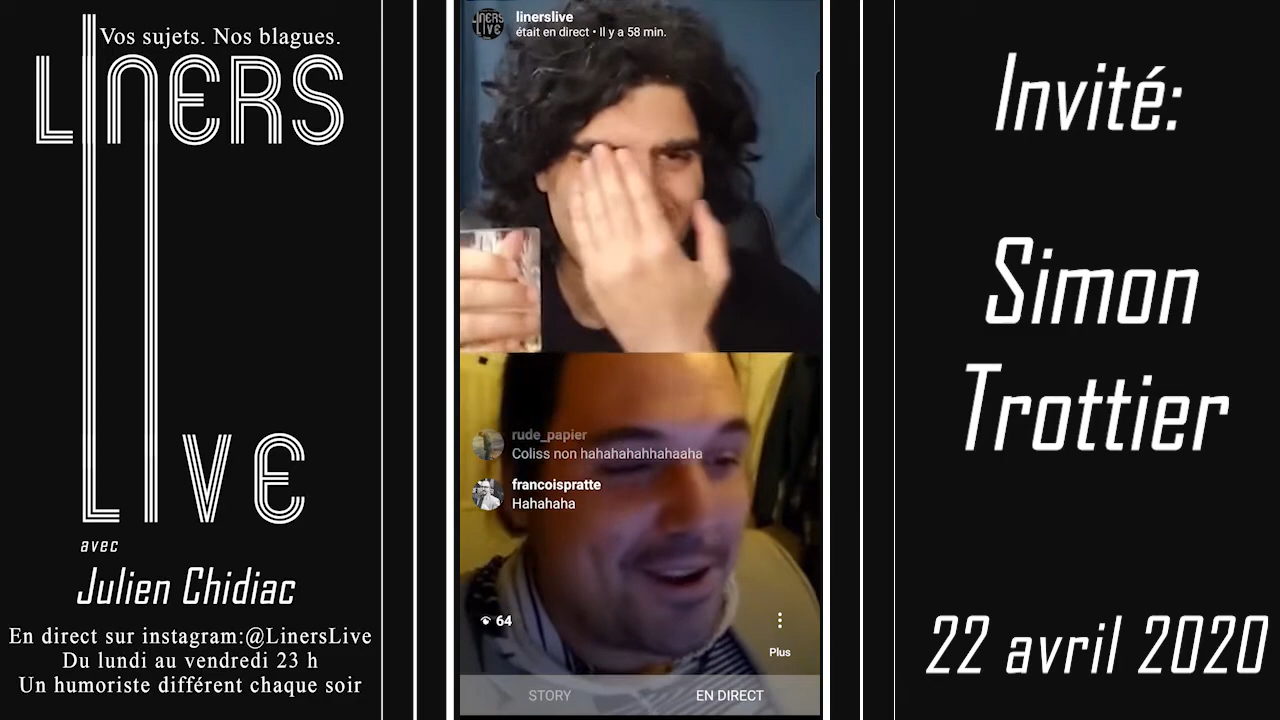 Vos sujets. Nos blagues.
LINERS
LIVE
avec
Julien Chidiac
En direct sur instagram:@LinersLive
Du lundi au vendredi 23 h
Un humoriste différent chaque soir
LINERS
LIVE
linerslive
était en direct • Il y a 58 min.
rude_papier
Coliss non hahahahahhahaaha
francoispratte
Hahahaha
64
Plus
STORY
EN DIRECT
Invité:
Simon
Trottier
22 avril 2020